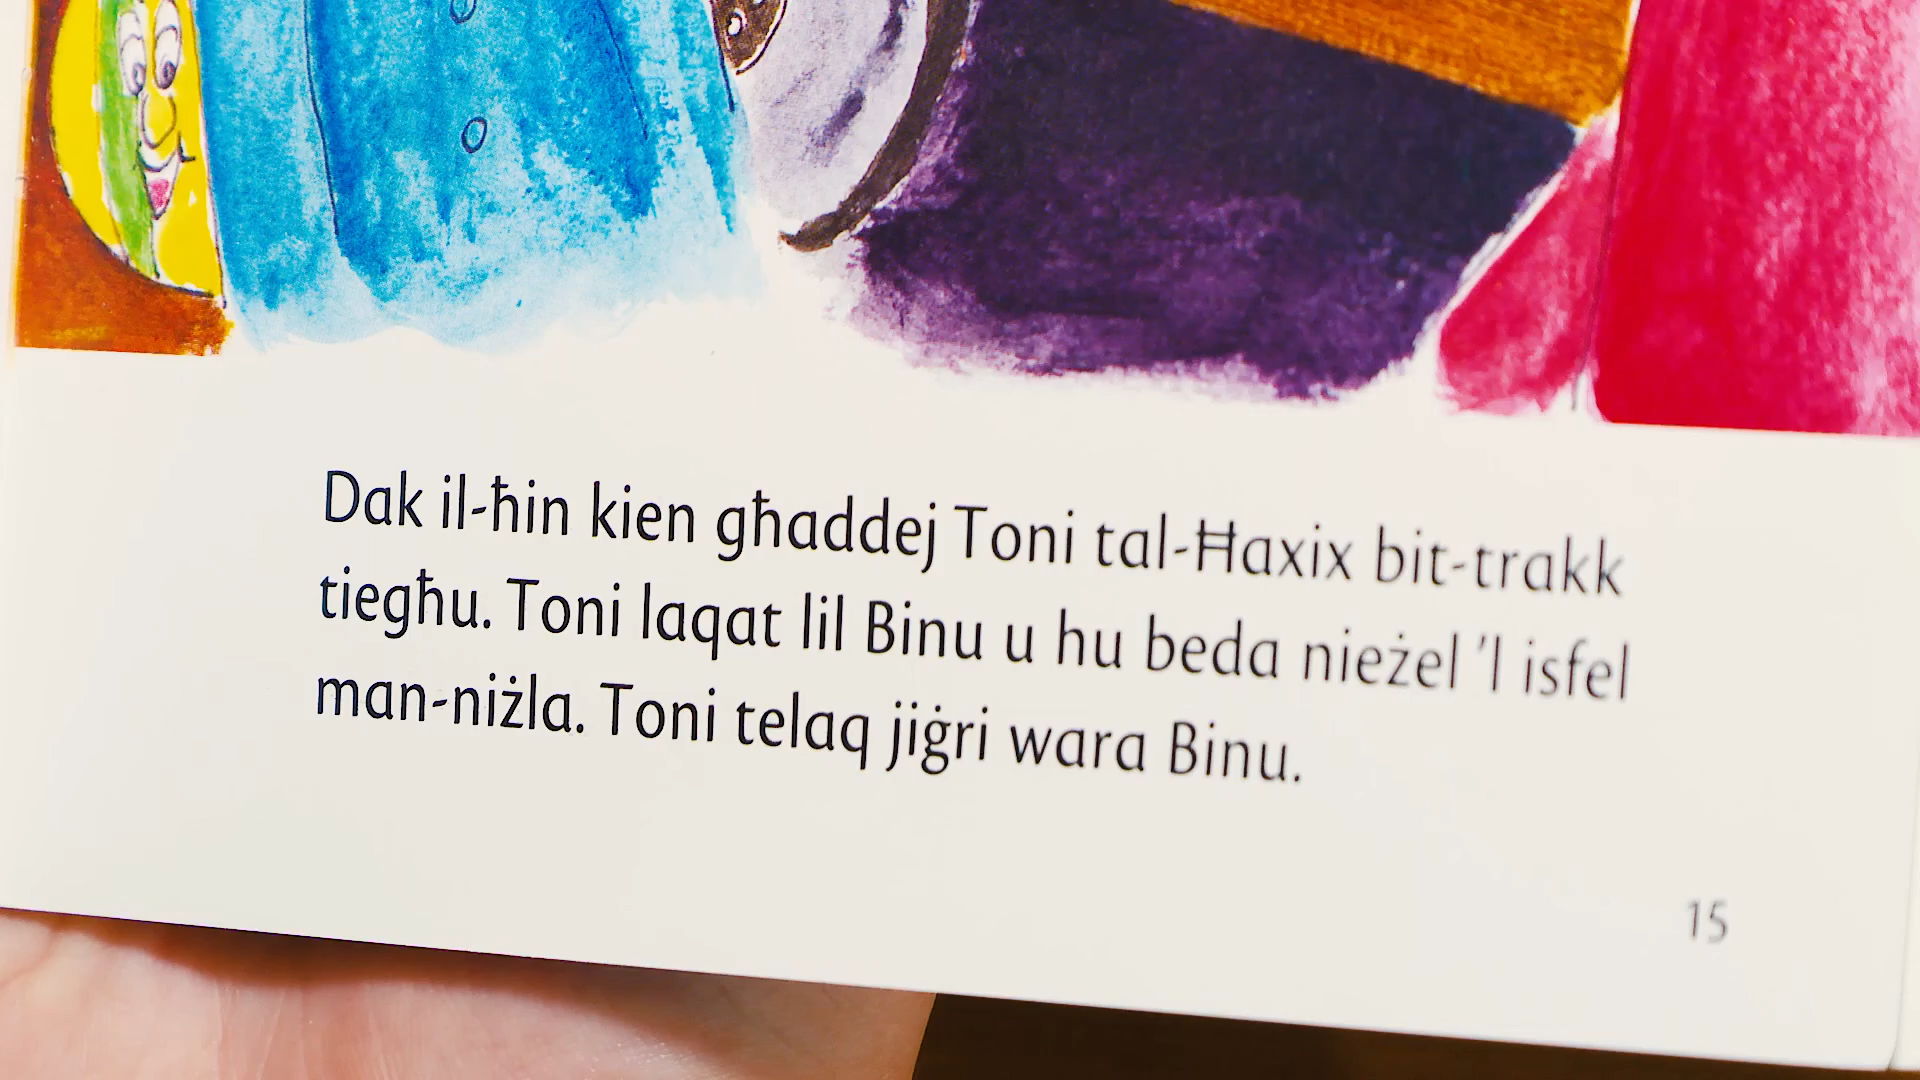 Dak il-ħin kien għaddej Toni tal-Ħaxix bit-trakk
tiegħu. Toni laqat lil Binu u hu beda nieżel 'l isfel
man-niżla. Toni telaq jiġri wara Binu.
15